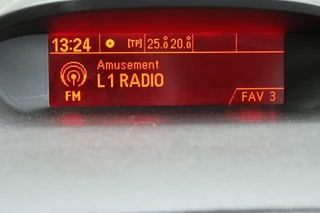 13:24 [TP] 25.0° 20.0°
Amusement
L1 RADIO
FM
FAV 3